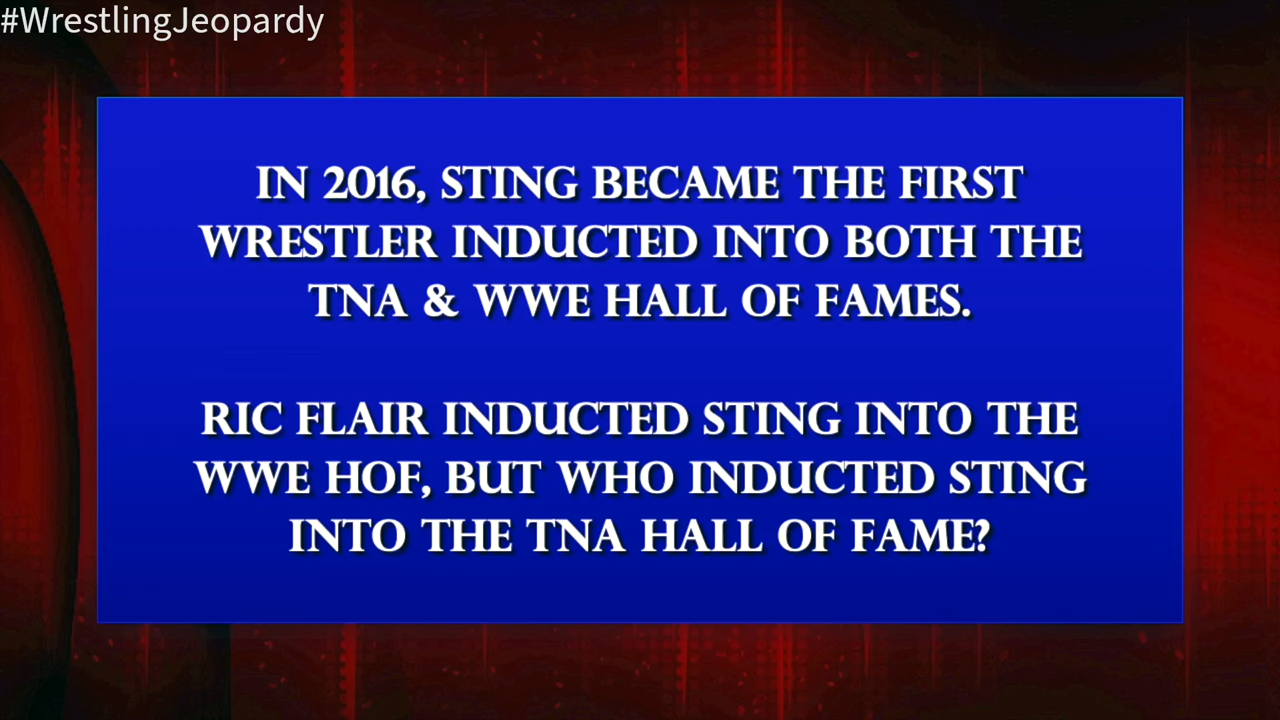 #WrestlingJeopardy
IN 2016, STING BECAME THE FIRST
WRESTLER INDUCTED INTO BOTH THE
TNA & WWE HALL OF FAMES.
RIC FLAIR INDUCTED STING INTO THE
WWE HOF, BUT WHO INDUCTED STING
INTO THE TNA HALL OF FAME?